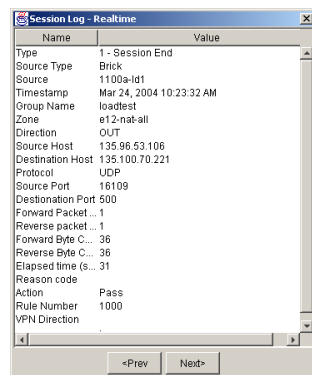 Session Log - Realtime
Name Value
Type 1 - Session End
Source Type Brick
Source 1100a-ld1
Timestamp Mar 24, 2004 10:23:32 AM
Group Name loadtest
Zone e12-nat-all
Direction OUT
Source Host 135.96.53.106
Destination Host 135.100.70.221
Protocol UDP
Source Port 16109
Destionation Port 500
Forward Packet ... 1
Reverse packet ... 1
Forward Byte C... 36
Reverse Byte C... 36
Elapsed time (s... 31
Reason code
Action Pass
Rule Number 1000
VPN Direction
<Prev Next>